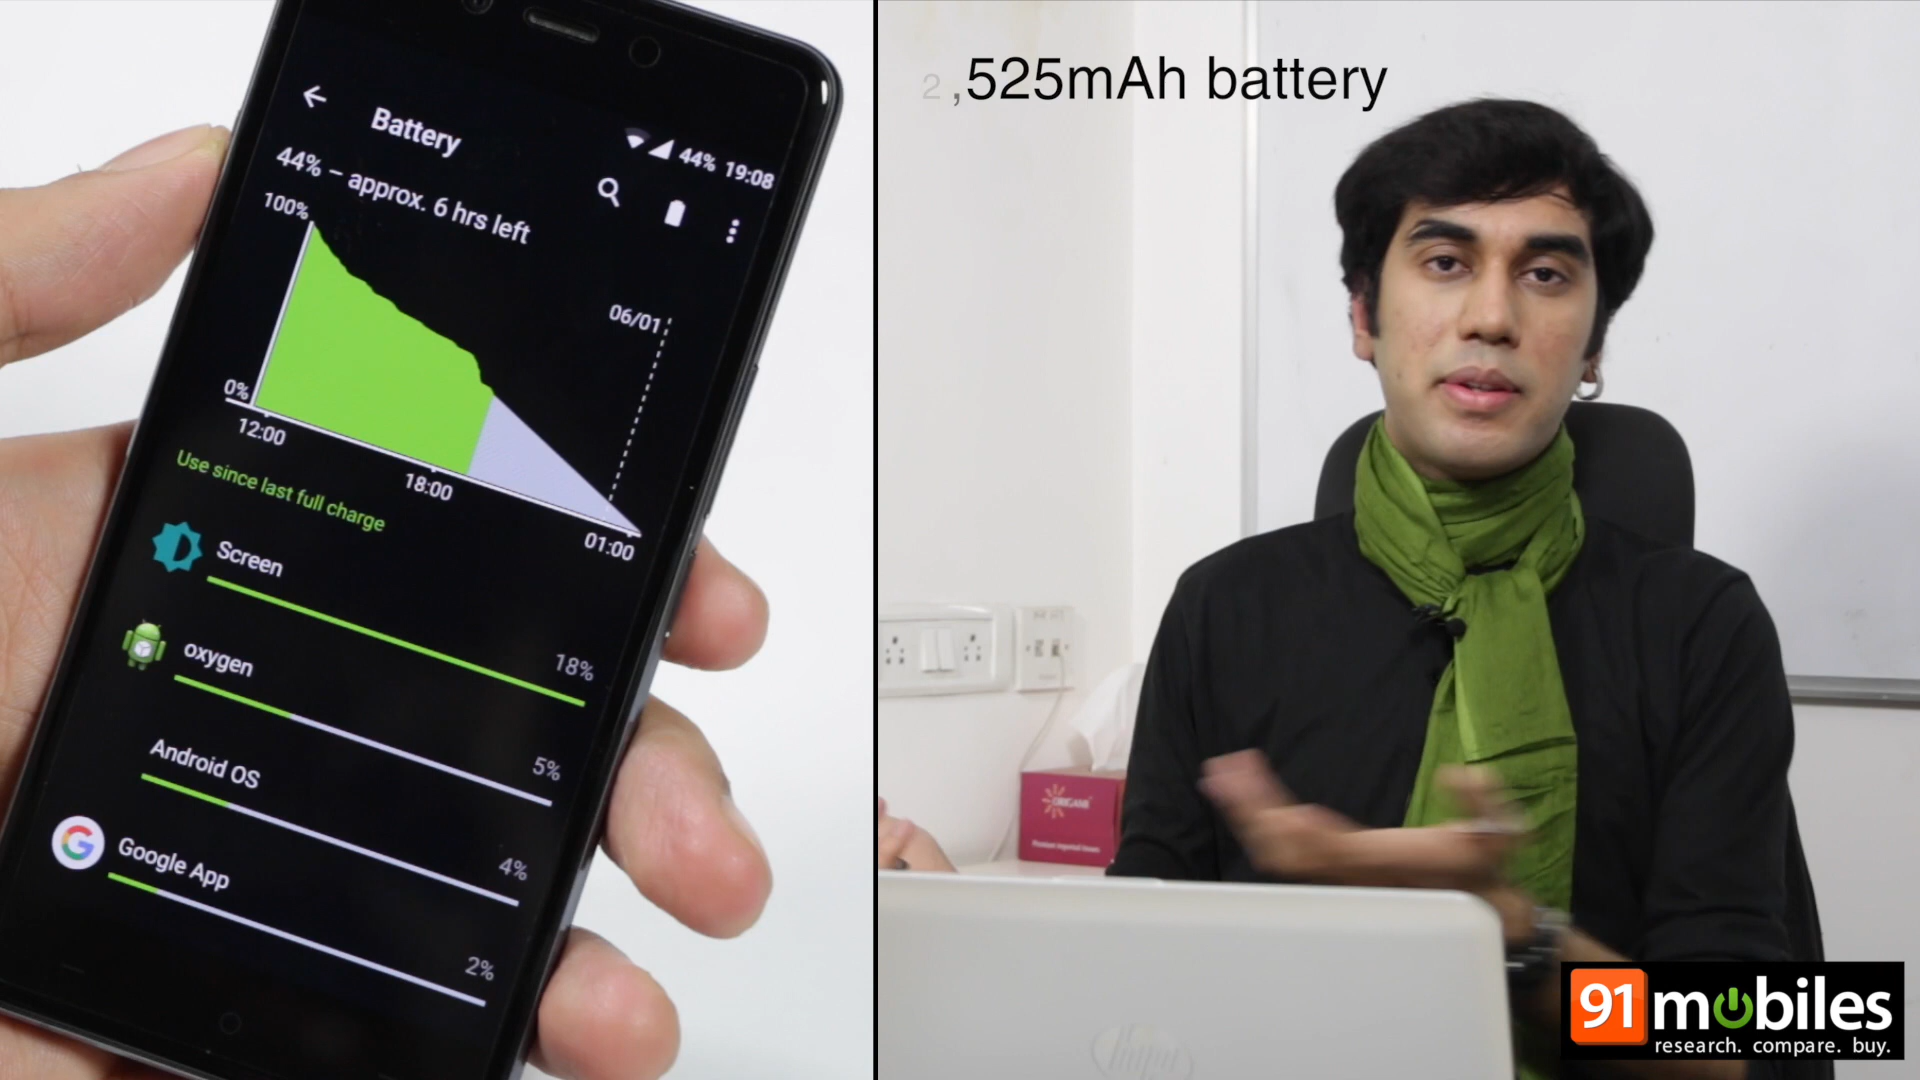 Battery
44% 19:08
44% – approx. 6 hrs left
100%
06/01
0%
12:00
18:00
01:00
Use since last full charge
Screen
18%
oxygen
5%
Android OS
4%
Google App
2%
2,525mAh battery
ORIGAMI
hp
91mobiles
research. compare. buy.